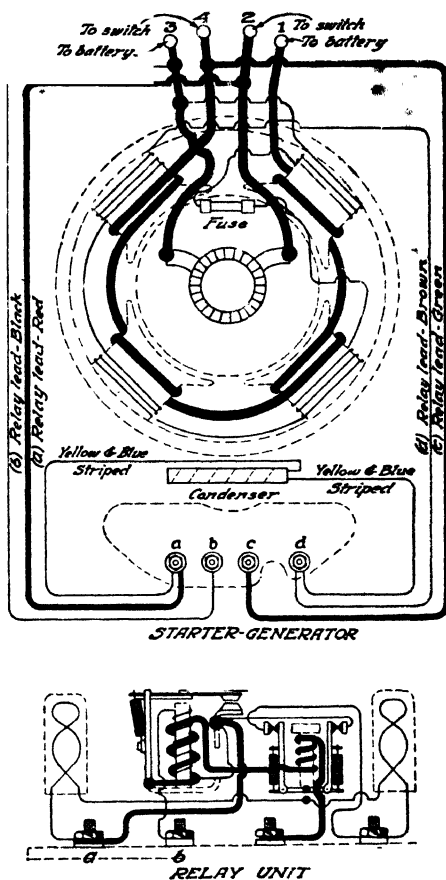 To switch 3 4 2 To switch
To battery 1 To battery
Fuse
(b) Relay lead-Black
(a) Relay lead-Red
(d) Relay lead-Brown
(c) Relay lead-Green
Yellow & Blue
Striped
Condenser
Yellow & Blue
Striped
a b c d
STARTER-GENERATOR
a b
RELAY UNIT